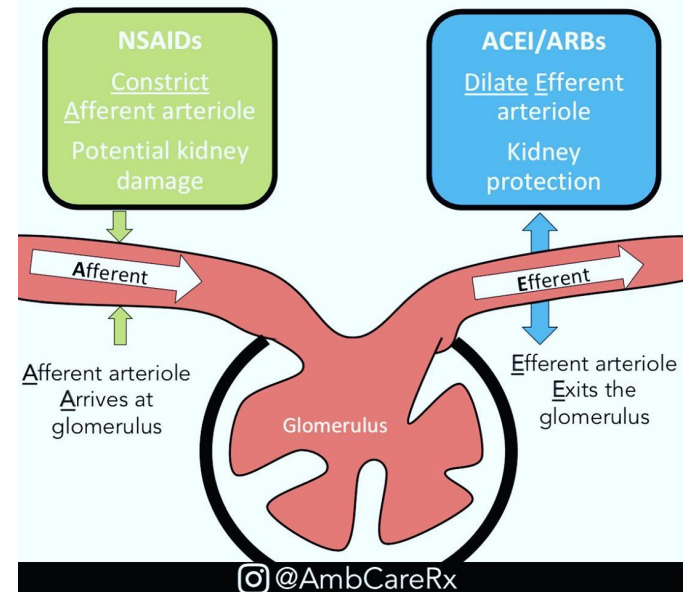 NSAIDs
Constrict
Afferent arteriole
Potential kidney
damage
ACEI/ARBs
Dilate Efferent
arteriole
Kidney
protection
Afferent
Efferent
Afferent arteriole
Arrives at
glomerulus
Efferent arteriole
Exits the
glomerulus
Glomerulus
@AmbCareRx